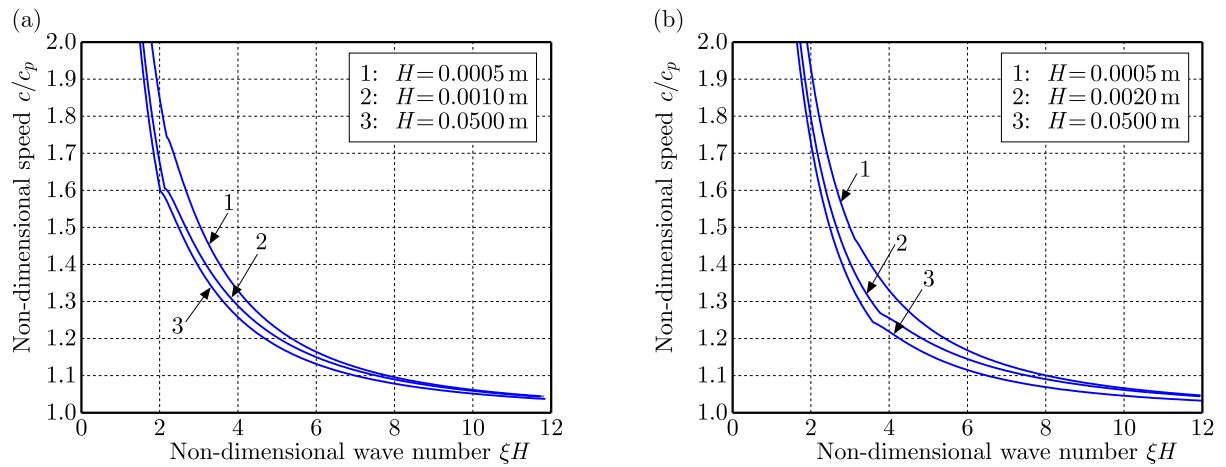 (a)
Non-dimensional speed c/c_p
2.0
1.9
1.8
1.7
1.6
1.5
1.4
1.3
1.2
1.1
1.0
1: H=0.0005 m
2: H=0.0010 m
3: H=0.0500 m
1
2
3
0 2 4 6 8 10 12
Non-dimensional wave number ξH
(b)
Non-dimensional speed c/c_p
2.0
1.9
1.8
1.7
1.6
1.5
1.4
1.3
1.2
1.1
1.0
1: H=0.0005 m
2: H=0.0020 m
3: H=0.0500 m
1
2
3
0 2 4 6 8 10 12
Non-dimensional wave number ξH